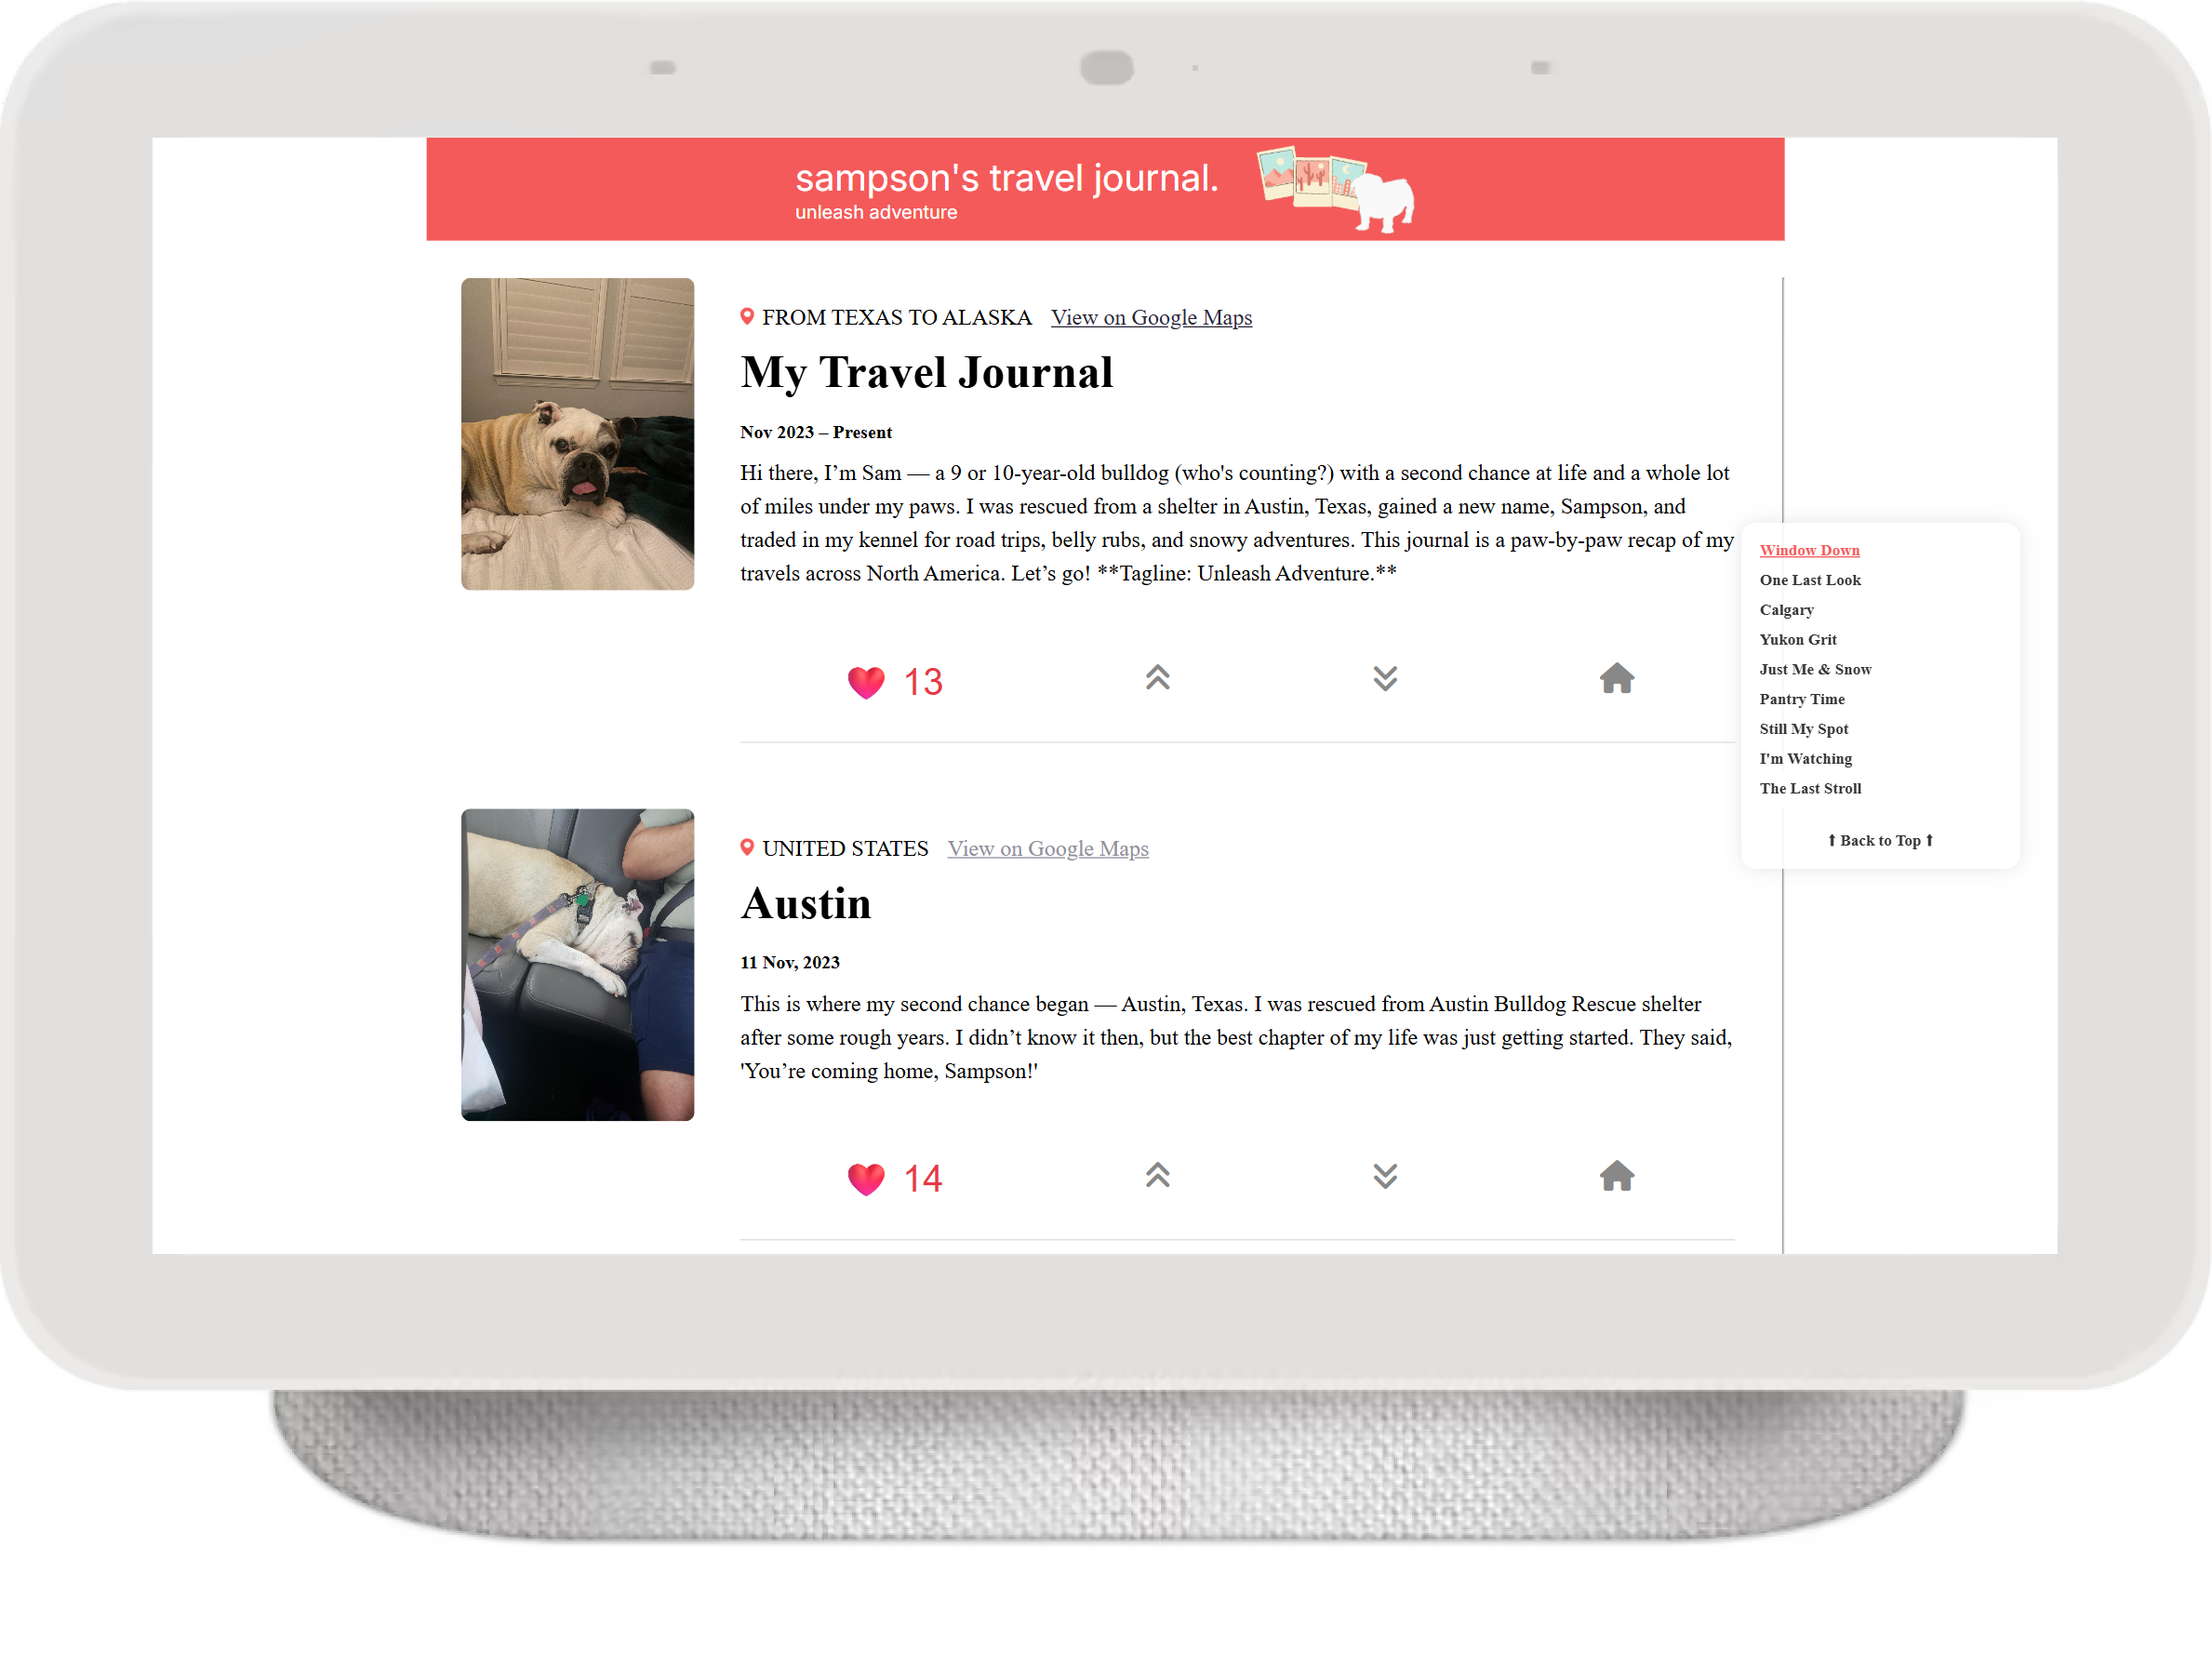 sampson's travel journal.
unleash adventure
FROM TEXAS TO ALASKA View on Google Maps
My Travel Journal
Nov 2023 – Present
Hi there, I’m Sam — a 9 or 10-year-old bulldog (who's counting?) with a second chance at life and a whole lot
of miles under my paws. I was rescued from a shelter in Austin, Texas, gained a new name, Sampson, and
traded in my kennel for road trips, belly rubs, and snowy adventures. This journal is a paw-by-paw recap of my
travels across North America. Let’s go! **Tagline: Unleash Adventure.**
13
UNITED STATES View on Google Maps
Austin
11 Nov, 2023
This is where my second chance began — Austin, Texas. I was rescued from Austin Bulldog Rescue shelter
after some rough years. I didn’t know it then, but the best chapter of my life was just getting started. They said,
'You’re coming home, Sampson!'
14
Window Down
One Last Look
Calgary
Yukon Grit
Just Me & Snow
Pantry Time
Still My Spot
I'm Watching
The Last Stroll
⬆ Back to Top ⬆